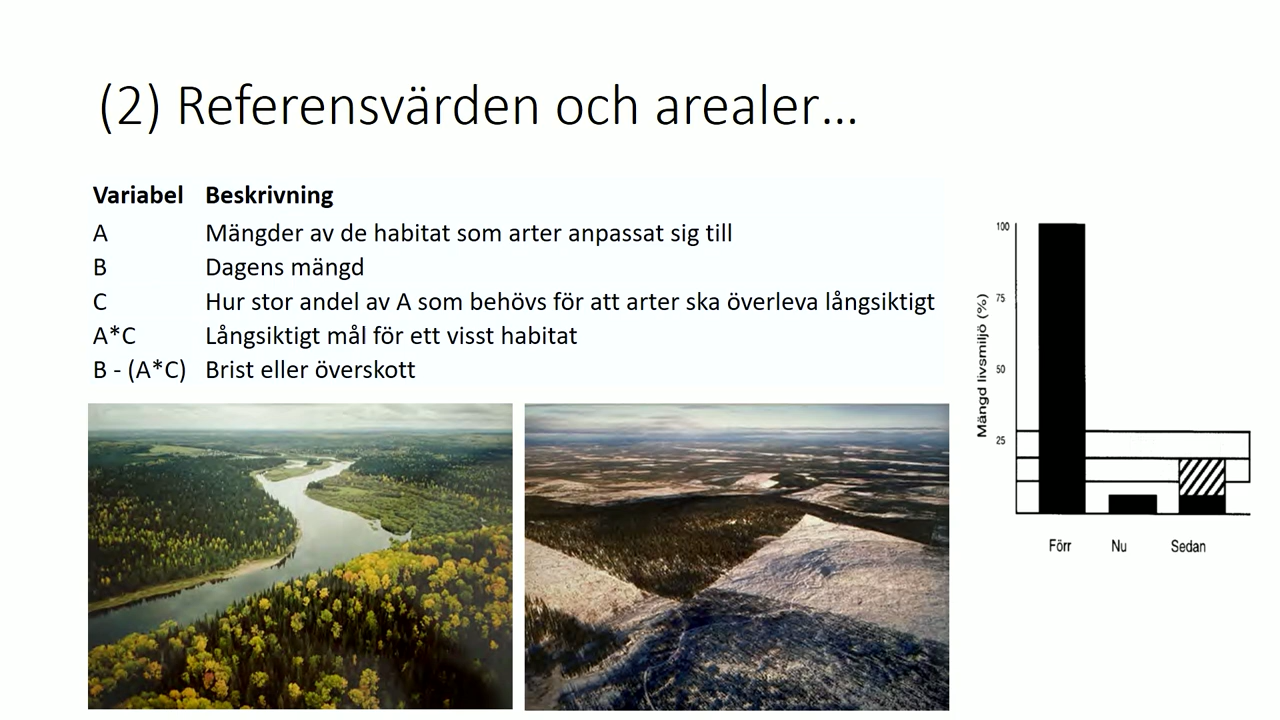 (2) Referensvärden och arealer...
Variabel Beskrivning
A Mängder av de habitat som arter anpassat sig till
B Dagens mängd
C Hur stor andel av A som behövs för att arter ska överleva långsiktigt
A*C Långsiktigt mål för ett visst habitat
B - (A*C) Brist eller överskott
Mängd livsmiljö (%)
100
75
50
25
Förr Nu Sedan